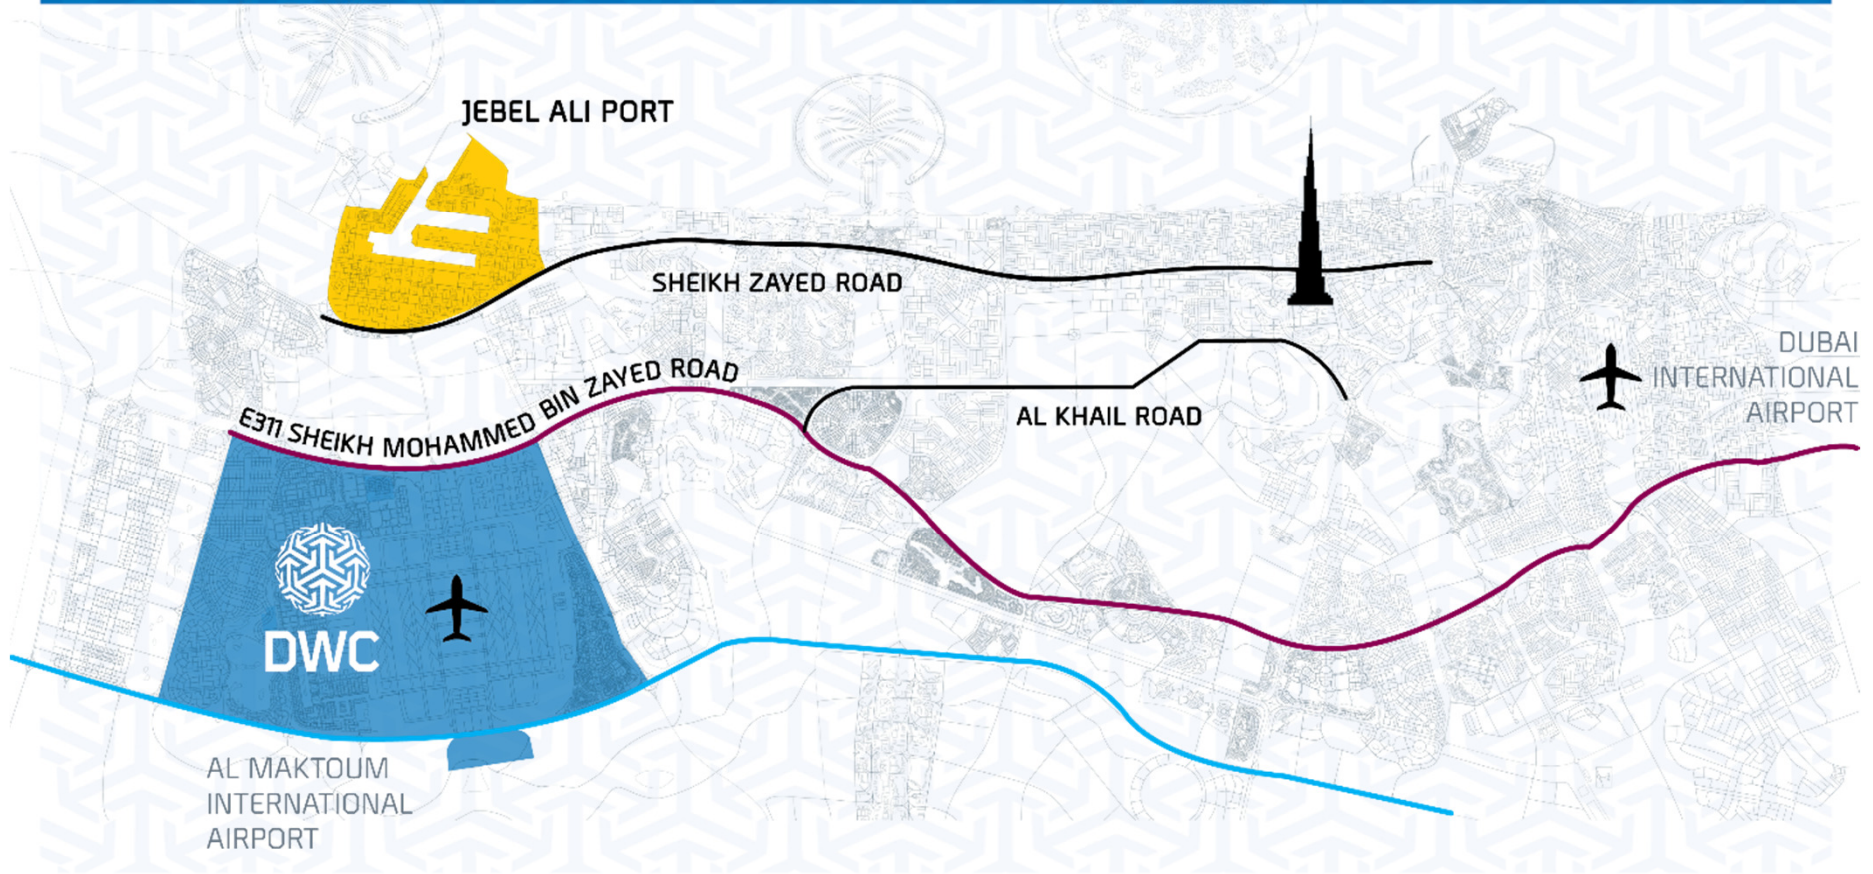 JEBEL ALI PORT
SHEIKH ZAYED ROAD
DUBAI
INTERNATIONAL
AIRPORT
E311 SHEIKH MOHAMMED BIN ZAYED ROAD
AL KHAIL ROAD
DWC
AL MAKTOUM
INTERNATIONAL
AIRPORT